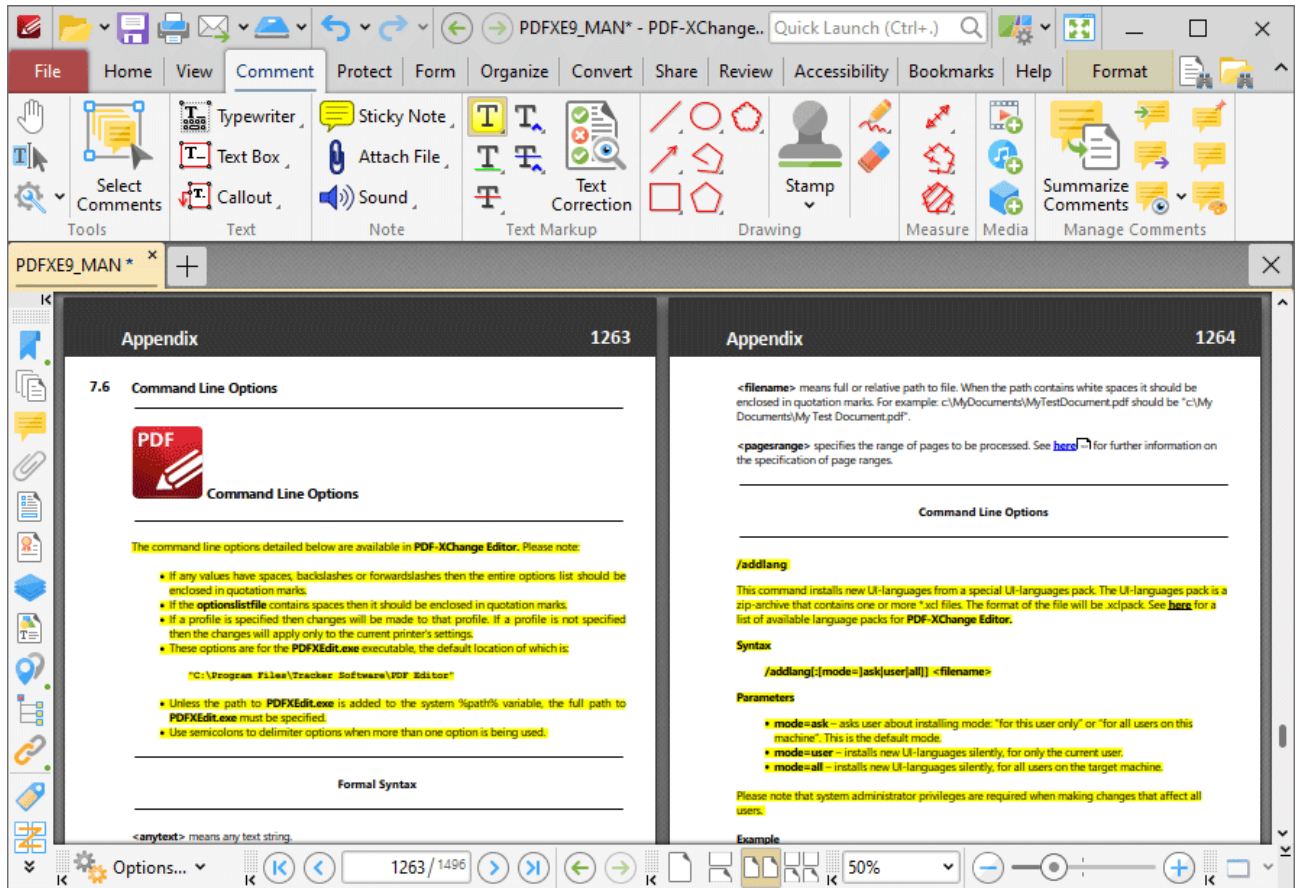 PDFXE9_MAN* - PDF-XChange..
Quick Launch (Ctrl+.)
File Home View Comment Protect Form Organize Convert Share Review Accessibility Bookmarks Help Format
Typewriter
Text Box
Callout
Sticky Note
Attach File
Sound
Select
Comments
Text
Correction
Stamp
Summarize
Comments
Tools Text Note Text Markup Drawing Measure Media Manage Comments
PDFXE9_MAN *
Appendix 1263
7.6 Command Line Options
PDF
Command Line Options
The command line options detailed below are available in PDF-XChange Editor. Please note:
• If any values have spaces, backslashes or forwardslashes then the entire options list should be
enclosed in quotation marks.
• If the optionslistfile contains spaces then it should be enclosed in quotation marks.
• If a profile is specified then changes will be made to that profile. If a profile is not specified
then the changes will apply only to the current printer's settings.
• These options are for the PDFXEdit.exe executable, the default location of which is:
"C:\Program Files\Tracker Software\PDF Editor"
• Unless the path to PDFXEdit.exe is added to the system %path% variable, the full path to
PDFXEdit.exe must be specified.
• Use semicolons to delimiter options when more than one option is being used.
Formal Syntax
<anytext> means any text string.
Appendix 1264
<filename> means full or relative path to file. When the path contains white spaces it should be
enclosed in quotation marks. For example: c:\MyDocuments\MyTestDocument.pdf should be "c:\My
Documents\My Test Document.pdf".
<pagesrange> specifies the range of pages to be processed. See here for further information on
the specification of page ranges.
Command Line Options
/addlang
This command installs new UI-languages from a special UI-languages pack. The UI-languages pack is a
zip-archive that contains one or more *.xcl files. The format of the file will be .xclpack. See here for a
list of available language packs for PDF-XChange Editor.
Syntax
/addlang[:[mode=]ask|user|all]] <filename>
Parameters
• mode=ask – asks user about installing mode: "for this user only" or "for all users on this
machine". This is the default mode.
• mode=user – installs new UI-languages silently, for only the current user.
• mode=all – installs new UI-languages silently, for all users on the target machine.
Please note that system administrator privileges are required when making changes that affect all
users.
Example
Options... 1263 / 1496 50%